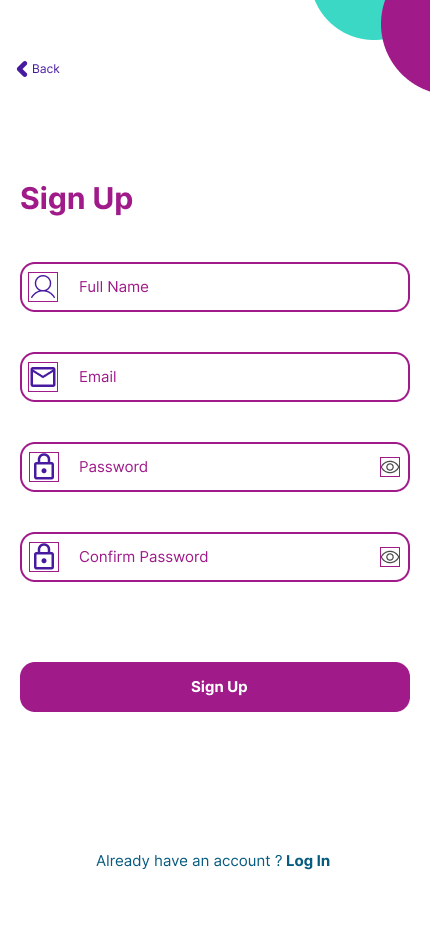 Back
Sign Up
Full Name
Email
Password
Confirm Password
Sign Up
Already have an account ? Log In